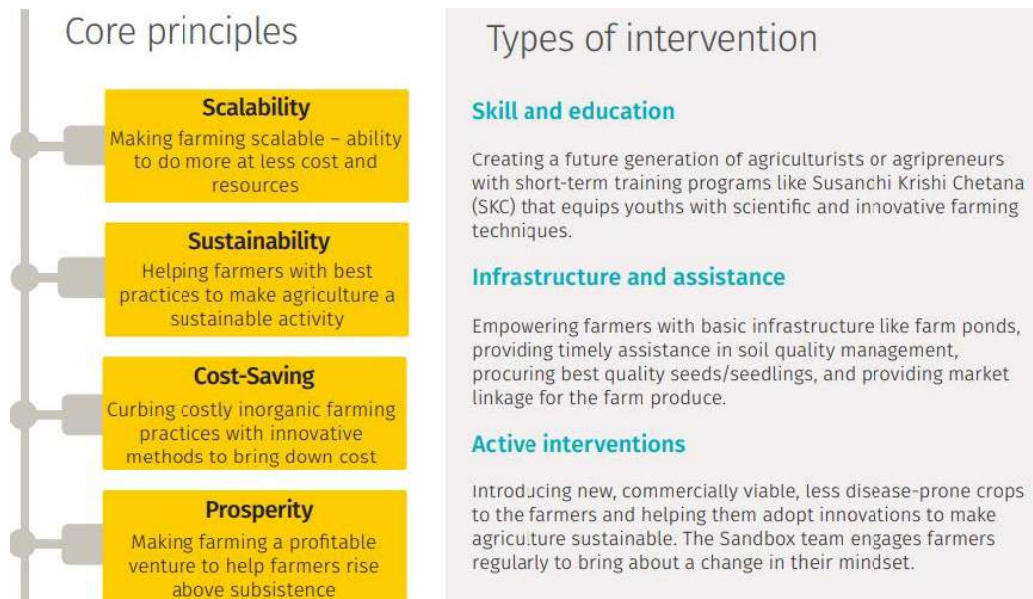 Core principles
Scalability
Making farming scalable – ability
to do more at less cost and
resources
Sustainability
Helping farmers with best
practices to make agriculture a
sustainable activity
Cost-Saving
Curbing costly inorganic farming
practices with innovative
methods to bring down cost
Prosperity
Making farming a profitable
venture to help farmers rise
above subsistence
Types of intervention
Skill and education
Creating a future generation of agriculturists or agripreneurs
with short-term training programs like Susanchi Krishi Chetana
(SKC) that equips youths with scientific and innovative farming
techniques.
Infrastructure and assistance
Empowering farmers with basic infrastructure like farm ponds,
providing timely assistance in soil quality management,
procuring best quality seeds/seedlings, and providing market
linkage for the farm produce.
Active interventions
Introducing new, commercially viable, less disease-prone crops
to the farmers and helping them adopt innovations to make
agriculture sustainable. The Sandbox team engages farmers
regularly to bring about a change in their mindset.